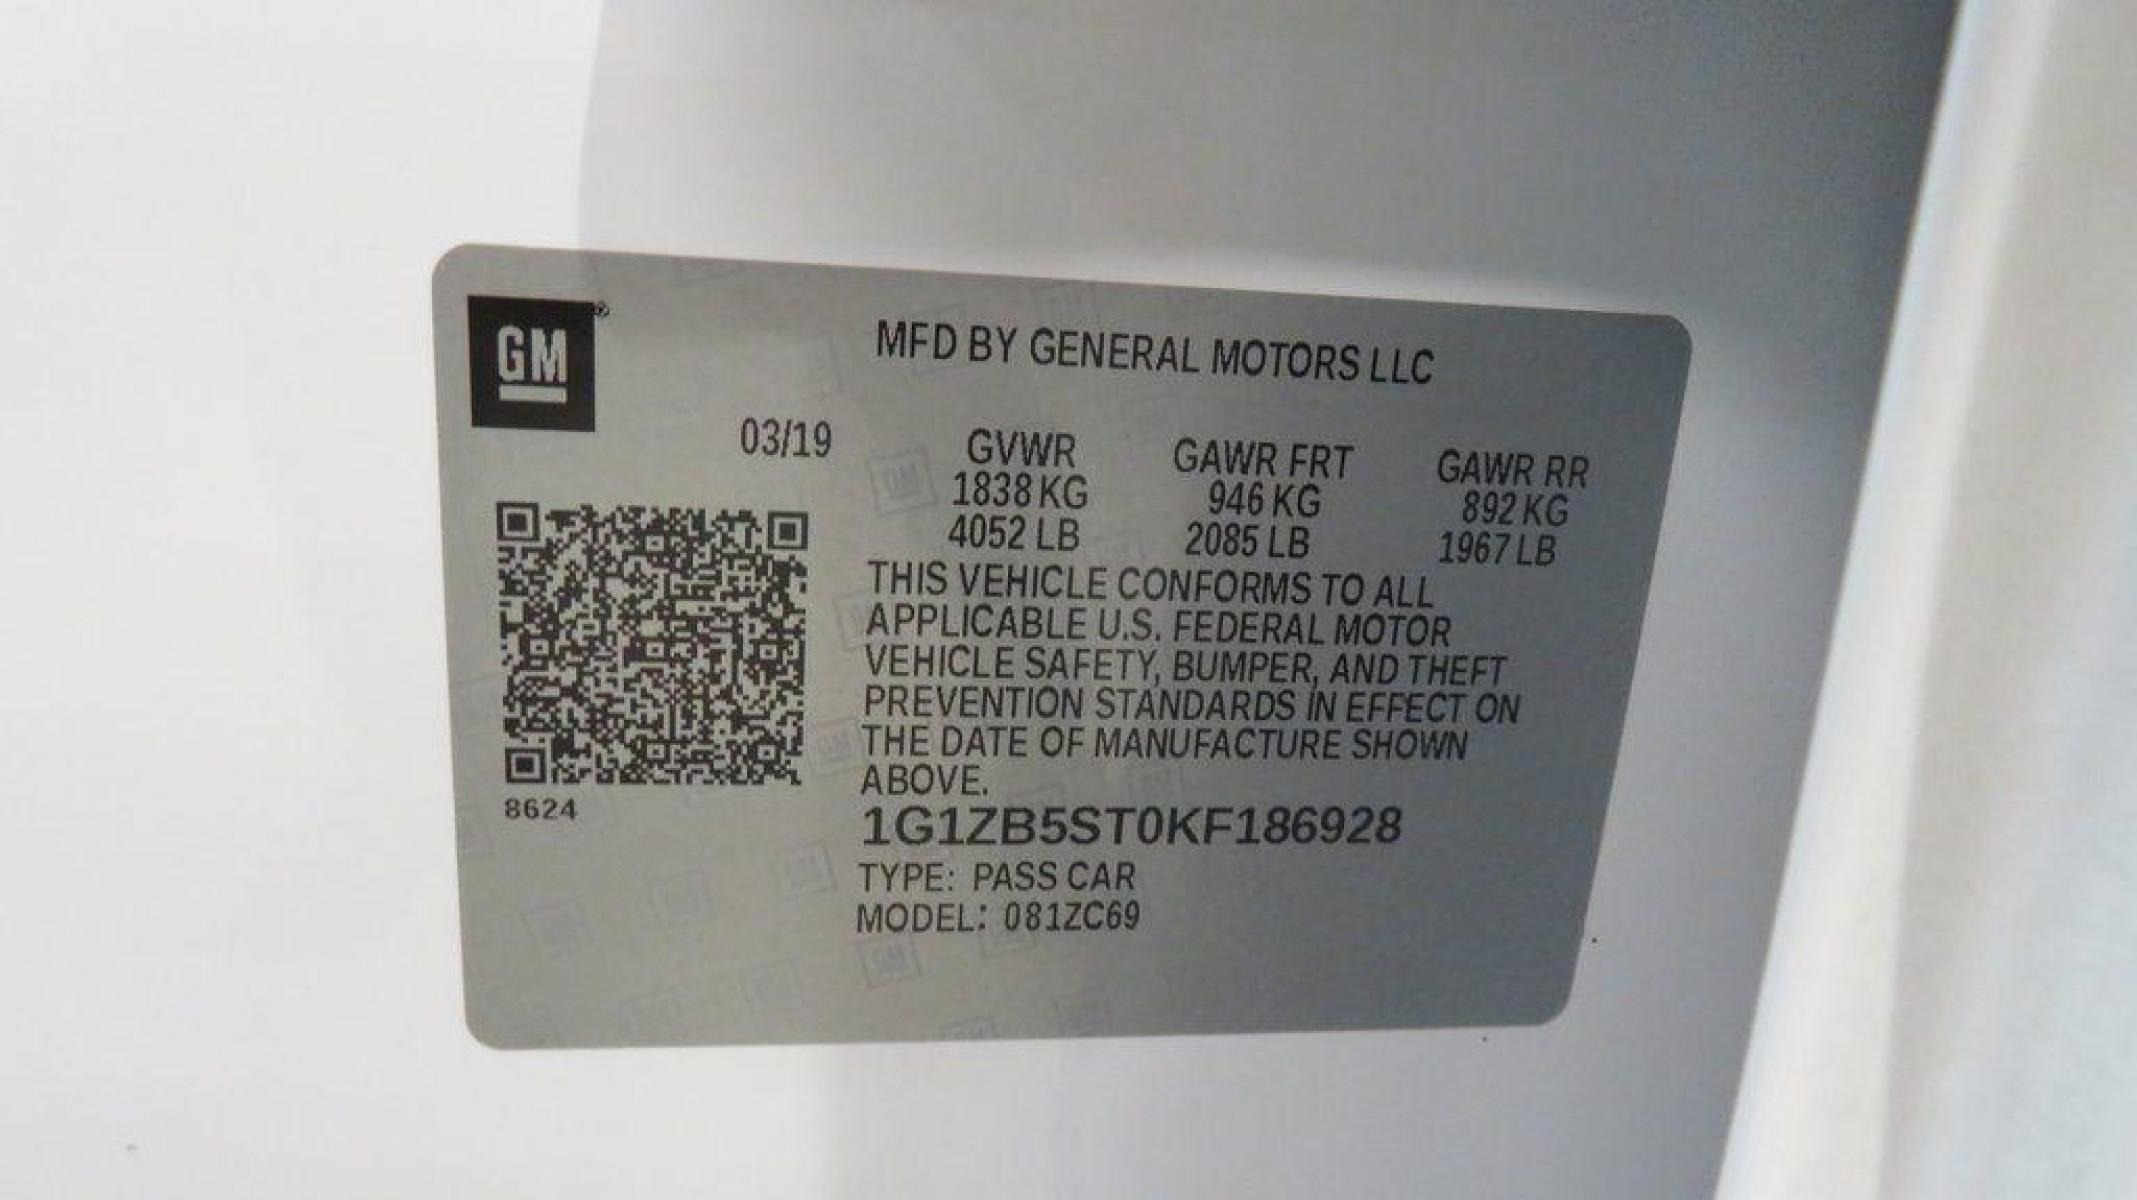 GM
MFD BY GENERAL MOTORS LLC
03/19 GVWR GAWR FRT GAWR RR
1838 KG 946 KG 892 KG
4052 LB 2085 LB 1967 LB
THIS VEHICLE CONFORMS TO ALL
APPLICABLE U.S. FEDERAL MOTOR
VEHICLE SAFETY, BUMPER, AND THEFT
PREVENTION STANDARDS IN EFFECT ON
THE DATE OF MANUFACTURE SHOWN
ABOVE.
8624
1G1ZB5ST0KF186928
TYPE: PASS CAR
MODEL: 081ZC69